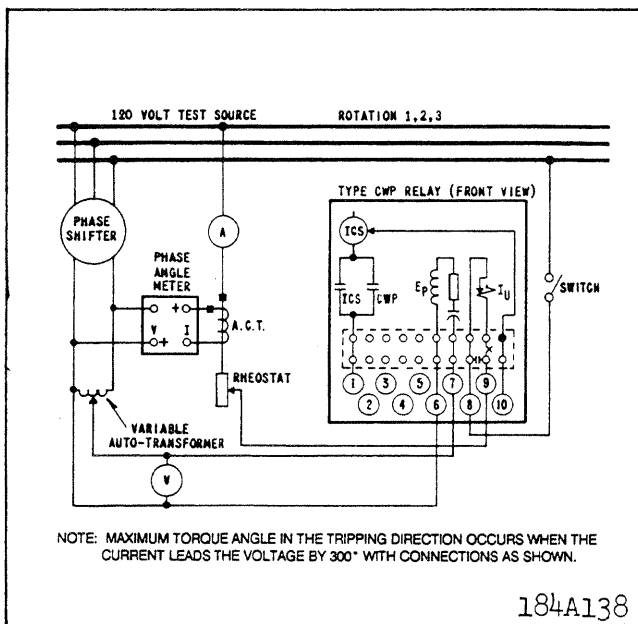 120 VOLT TEST SOURCE ROTATION 1,2,3
TYPE CWP RELAY (FRONT VIEW)
PHASE
SHIFTER
A
ICS
PHASE
ANGLE
METER
ICS
CWP
EP
IU
SWITCH
+
V
I
+
A.C.T.
RHEOSTAT
1
3
5
7
9
2
4
6
8
10
VARIABLE
AUTO-TRANSFORMER
V
NOTE: MAXIMUM TORQUE ANGLE IN THE TRIPPING DIRECTION OCCURS WHEN THE
CURRENT LEADS THE VOLTAGE BY 300° WITH CONNECTIONS AS SHOWN.
184A138